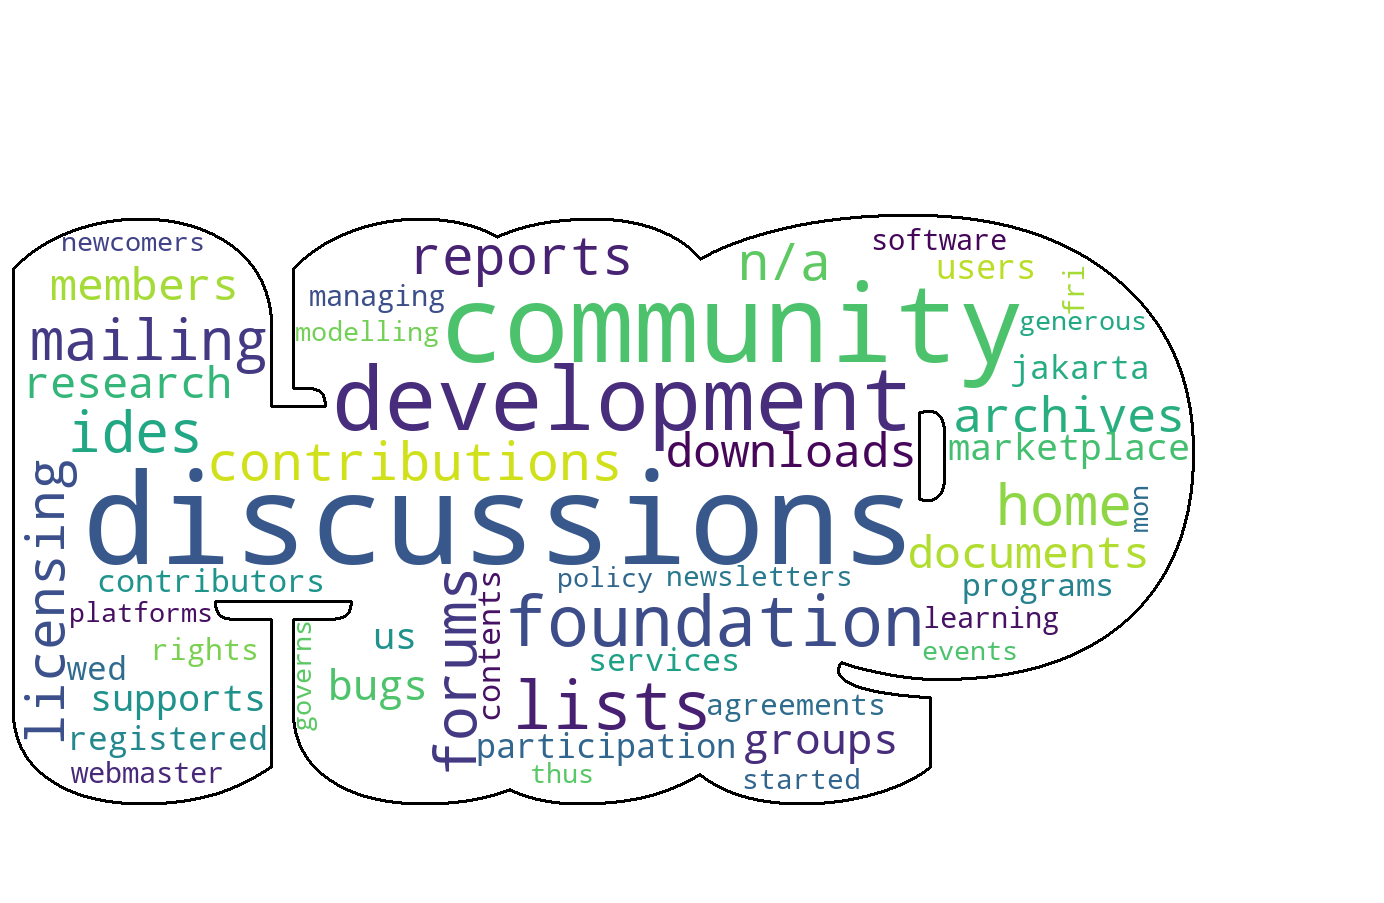 newcomers
members
mailing
research
ides
licensing
reports
managing
modelling
n/a
software
users
fri
community
generous
development
jakarta
archives
contributions
downloads
marketplace
discussions
home
mon
documents
contributors
policy
newsletters
programs
platforms
forums
contents
foundation
learning
governs
us
rights
services
events
wed
bugs
supports
lists
agreements
registered
participation
groups
webmaster
thus
started